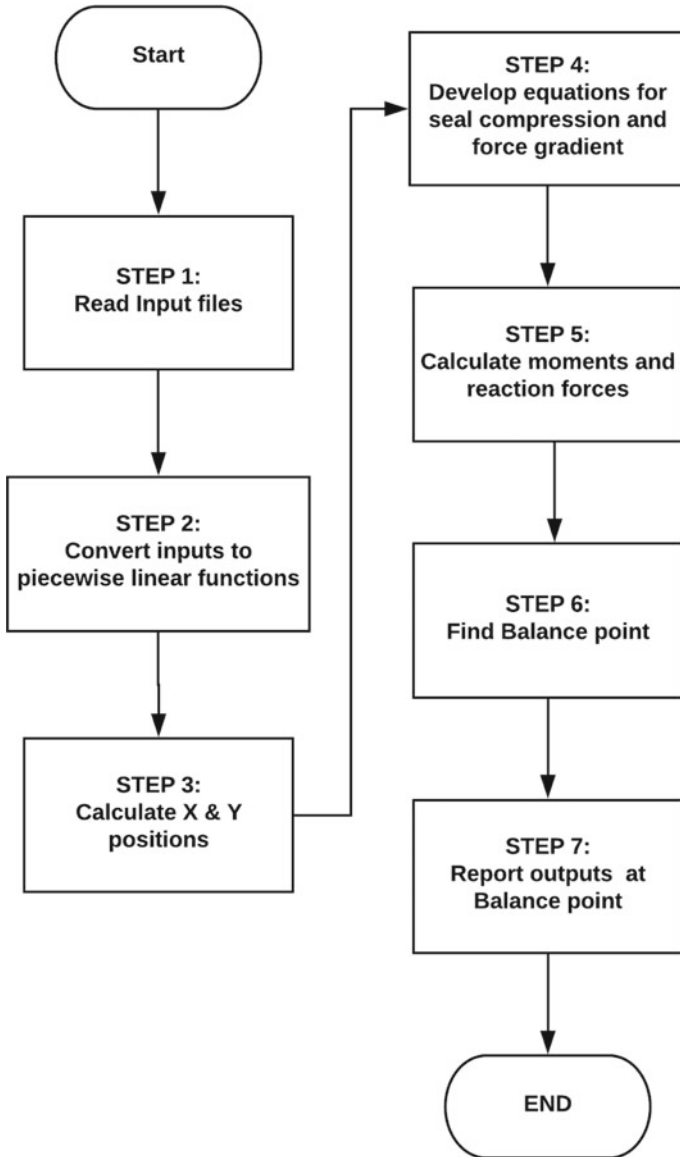 Start
STEP 1:
Read Input files
STEP 2:
Convert inputs to
piecewise linear functions
STEP 3:
Calculate X & Y
positions
STEP 4:
Develop equations for
seal compression and
force gradient
STEP 5:
Calculate moments and
reaction forces
STEP 6:
Find Balance point
STEP 7:
Report outputs at
Balance point
END